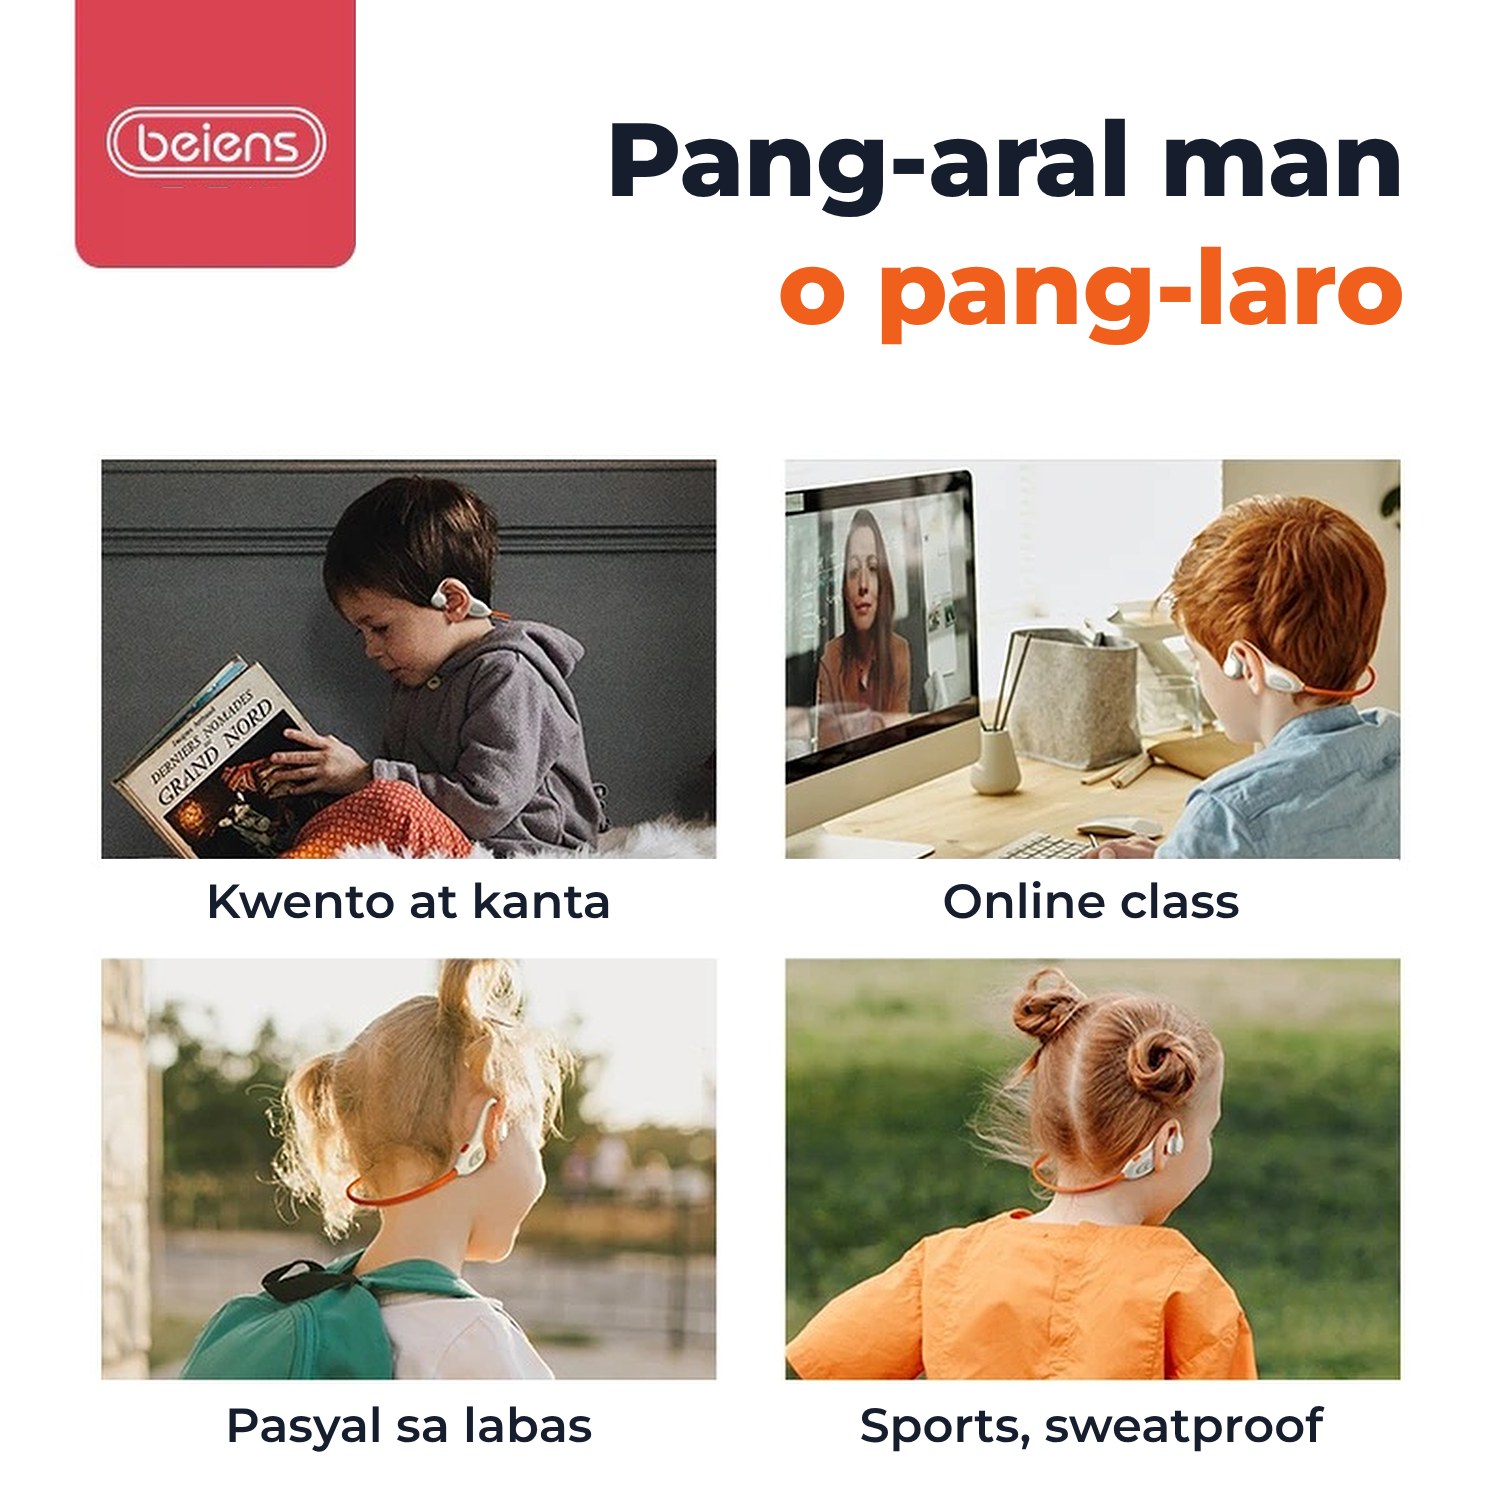 beiens
Pang-aral man
o pang-laro
DERNIERS NOMADES
GRAND NORD
Kwento at kanta
Online class
Pasyal sa labas
Sports, sweatproof